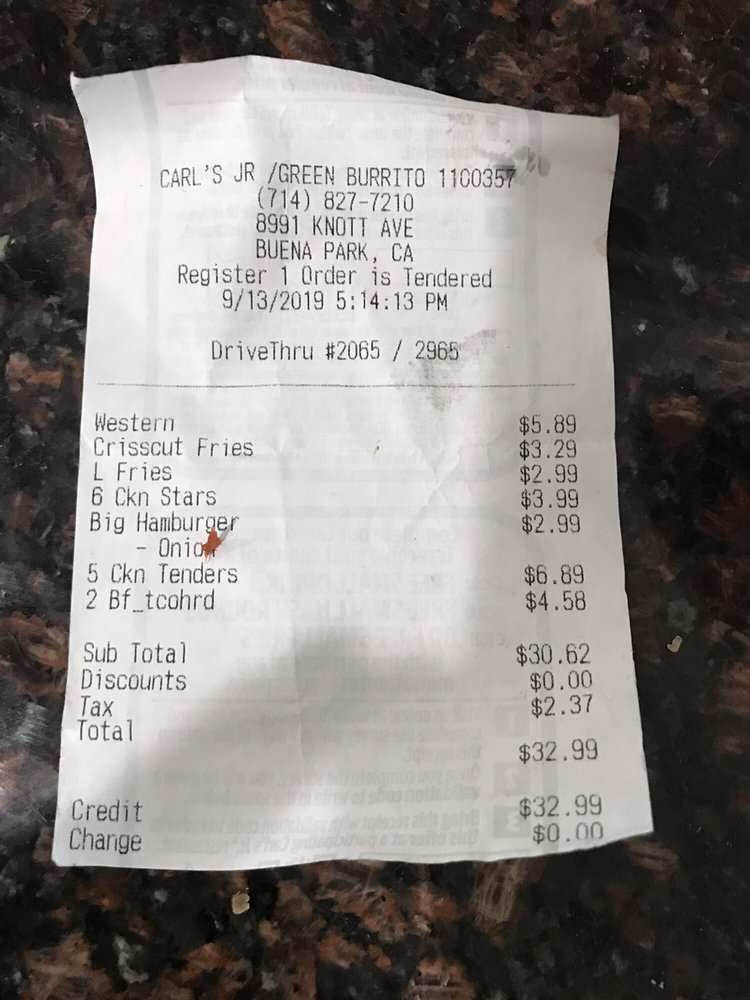 CARL'S JR /GREEN BURRITO 1100357
(714) 827-7210
8991 KNOTT AVE
BUENA PARK, CA
Register 1 Order is Tendered
9/13/2019 5:14:13 PM
DriveThru #2065 / 2965
Western $5.89
Crisscut Fries $3.29
L Fries $2.99
6 Ckn Stars $3.99
Big Hamburger $2.99
- Onion
5 Ckn Tenders $6.89
2 Bf_tcohrd $4.58
Sub Total $30.62
Discounts $0.00
Tax $2.37
Total
$32.99
Credit $32.99
Change $0.00